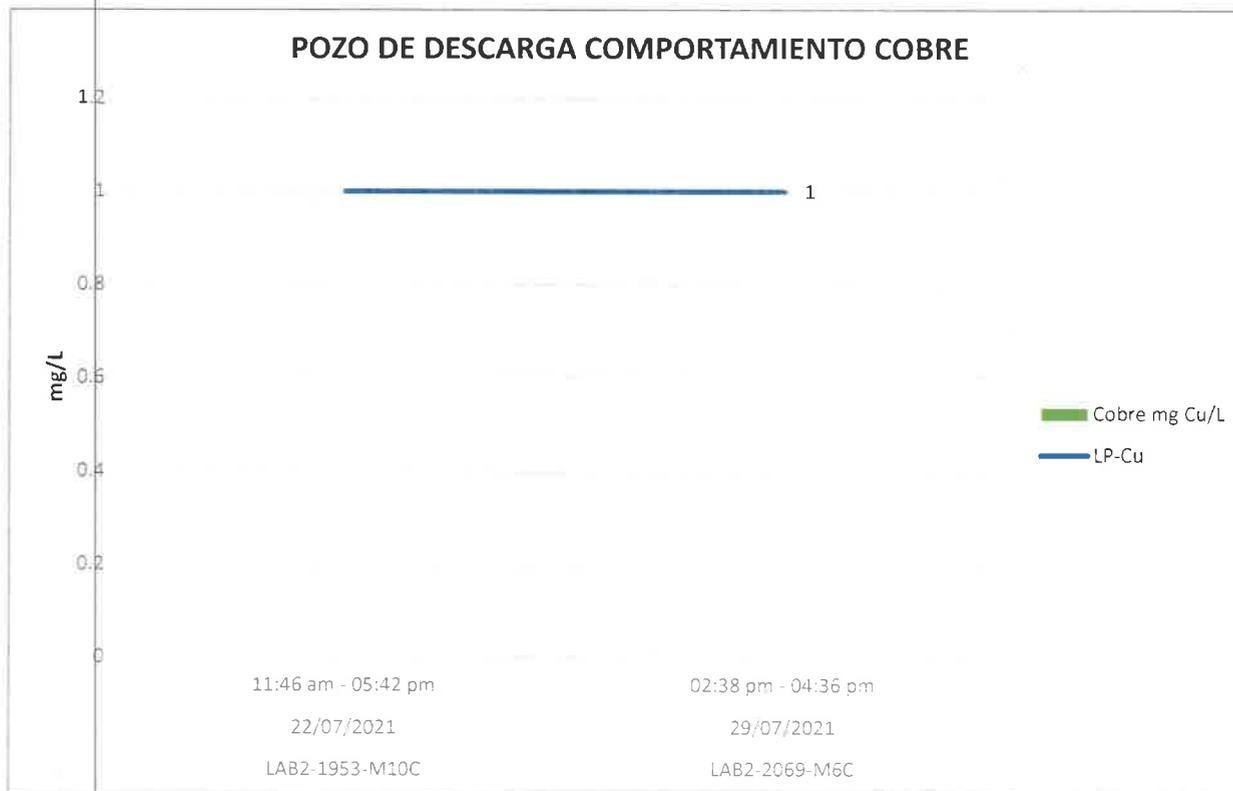 POZO DE DESCARGA COMPORTAMIENTO COBRE
1.2
1
1
0.8
mg/L
0.6
Cobre mg Cu/L
LP-Cu
0.4
0.2
0
11:46 am - 05:42 pm
02:38 pm - 04:36 pm
22/07/2021
29/07/2021
LAB2-1953-M10C
LAB2-2069-M6C